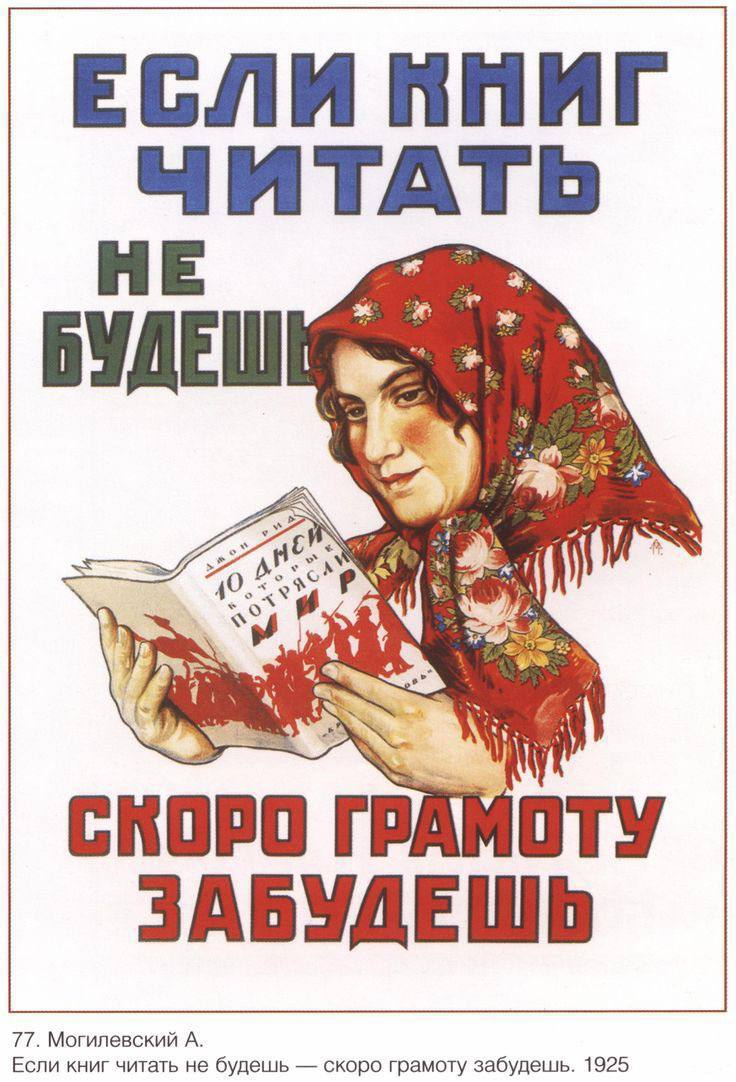 ЕСЛИ КНИГ
ЧИТАТЬ
НЕ
БУДЕШЬ
ДЖОН РИД
10 ДНЕЙ
КОТОРЫЕ
ПОТРЯСЛИ
МИР
СКОРО ГРАМОТУ
ЗАБУДЕШЬ
77. Могилевский А.
Если книг читать не будешь — скоро грамоту забудешь. 1925